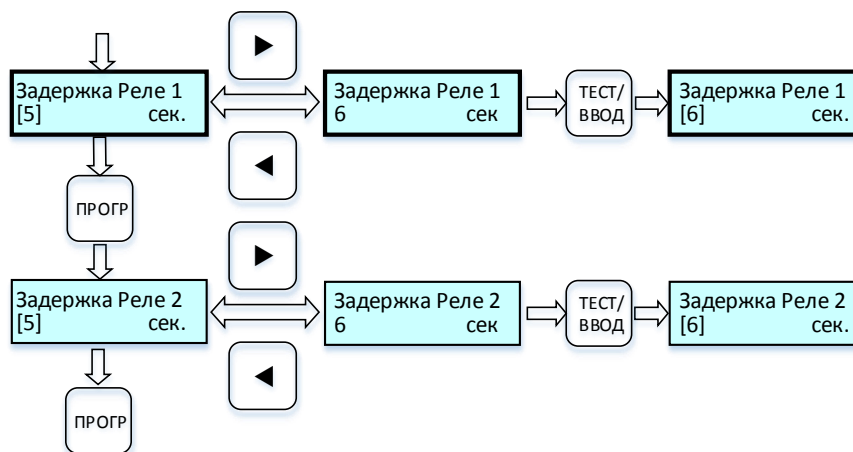 Задержка Реле 1
[5] сек.
Задержка Реле 1
6 сек
ТЕСТ/
ВВОД
Задержка Реле 1
[6] сек.
ПРОГР
Задержка Реле 2
[5] сек.
Задержка Реле 2
6 сек
ТЕСТ/
ВВОД
Задержка Реле 2
[6] сек.
ПРОГР